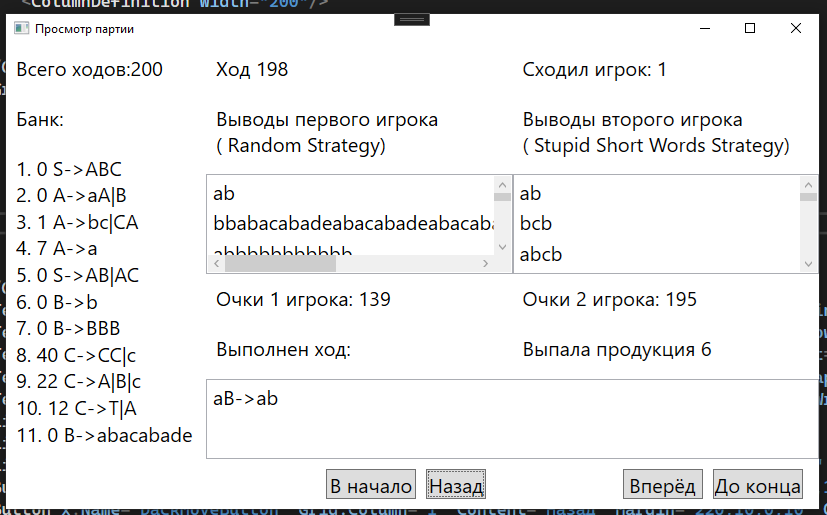 <ColumnDefinition Width="200"/>
Просмотр партии
Всего ходов:200
Ход 198
Сходил игрок: 1
Банк:
Выводы первого игрока
( Random Strategy)
Выводы второго игрока
( Stupid Short Words Strategy)
1. 0 S->ABC
2. 0 A->aA|B
3. 1 A->bc|CA
4. 7 A->a
5. 0 S->AB|AC
6. 0 B->b
7. 0 B->BBB
8. 40 C->CC|c
9. 22 C->A|B|c
10. 12 C->T|A
11. 0 B->abacabade
ab
bbabacabadeabacabadeabacaba
abbbbbbbbbbb
ab
bcb
abcb
Очки 1 игрока: 139
Очки 2 игрока: 195
Выполнен ход:
Выпала продукция 6
aB->ab
В начало
Назад
Вперёд
До конца